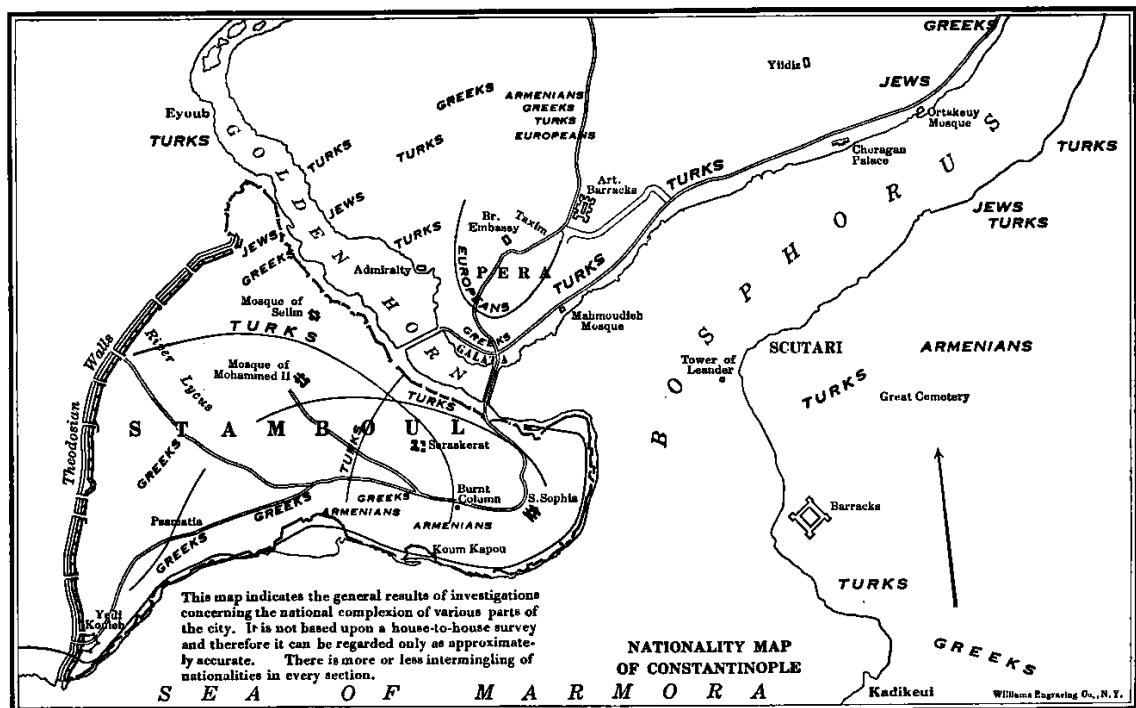 GREEKS
Yildiz
JEWS
GREEKS
ARMENIANS
GREEKS
TURKS
EUROPEANS
Eyoub
TURKS
GOLDEN HORN
TURKS
TURKS
Ortakeuy
Mosque
Choragan
Palace
TURKS
BOSPHORUS
TURKS
Art.
Barracks
JEWS
TURKS
JEWS
TURKS
Br.
Embassy
Taxim
JEWS
GREEKS
Admiralty
EUROPEANS
PERA
TURKS
Mosque of
Selim
TURKS
Mahmoudieh
Mosque
GREEKS
GALATA
Theodosian Walls
River Lycus
Mosque of
Mohammed II
Tower of
Leander
SCUTARI
ARMENIANS
TURKS
Great Cemetery
TURKS
STAMBOUL
Seraskerat
TURKS
GREEKS
Burnt
Column
S. Sophia
GREEKS
GREEKS
ARMENIANS
ARMENIANS
Barracks
Psamatia
GREEKS
Koum Kapou
Yedi
Kouleh
TURKS
This map indicates the general results of investigations
concerning the national complexion of various parts of
the city. It is not based upon a house-to-house survey
and therefore it can be regarded only as approximate-
ly accurate. There is more or less intermingling of
nationalities in every section.
NATIONALITY MAP
OF CONSTANTINOPLE
GREEKS
SEA OF MARMORA
Kadikeui
Williams Engraving Co., N.Y.